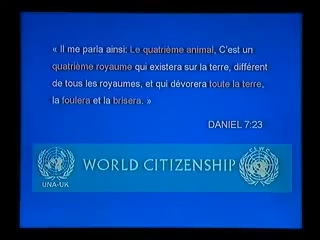 « Il me parla ainsi: Le quatrième animal, C'est un
quatrième royaume qui existera sur la terre, différent
de tous les royaumes, et qui dévorera toute la terre,
la foulera et la brisera. »
DANIEL 7:23
WORLD CITIZENSHIP
UNA-UK